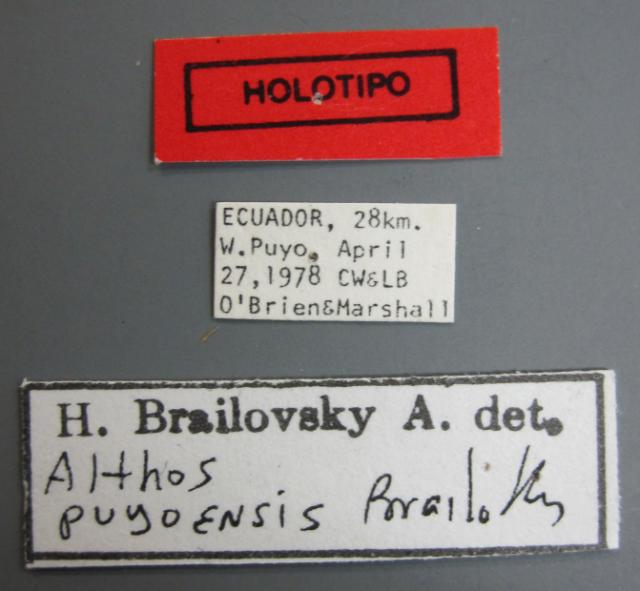 HOLOTIPO
ECUADOR, 28km.
W.Puyo, April
27,1978 CW&LB
O'Brien&Marshall
H. Brailovsky A. det.
Althos
puyoensis Brailovsky